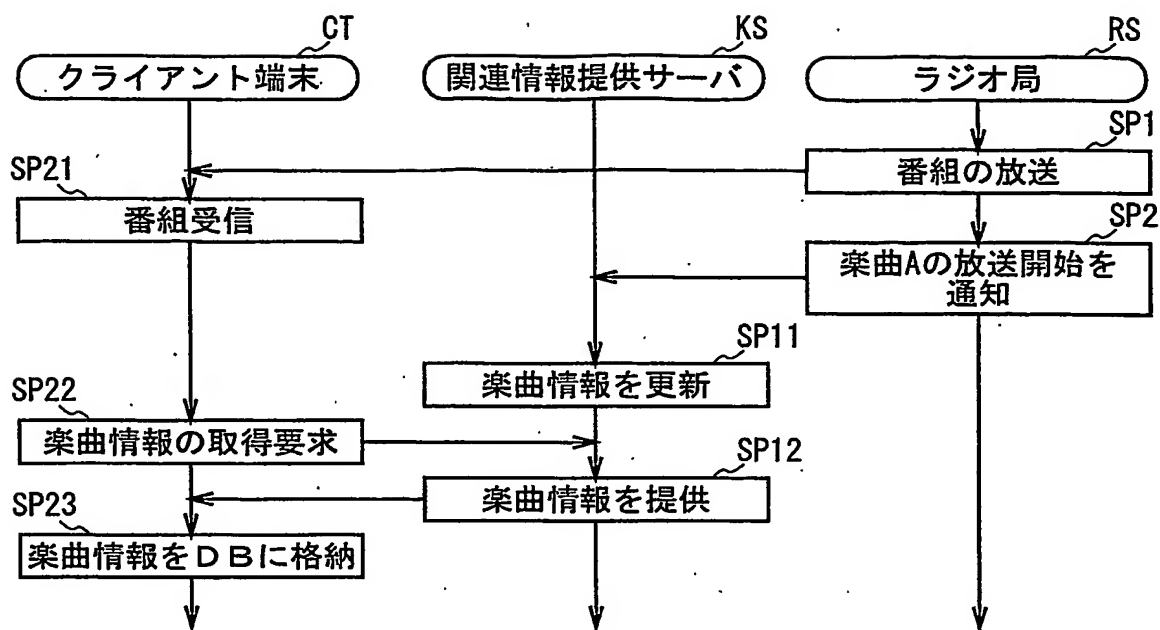 CT
クライアント端末
KS
関連情報提供サーバ
RS
ラジオ局
SP1
番組の放送
SP21
番組受信
SP2
楽曲Aの放送開始を
通知
SP11
楽曲情報を更新
SP22
楽曲情報の取得要求
SP12
楽曲情報を提供
SP23
楽曲情報をDBに格納